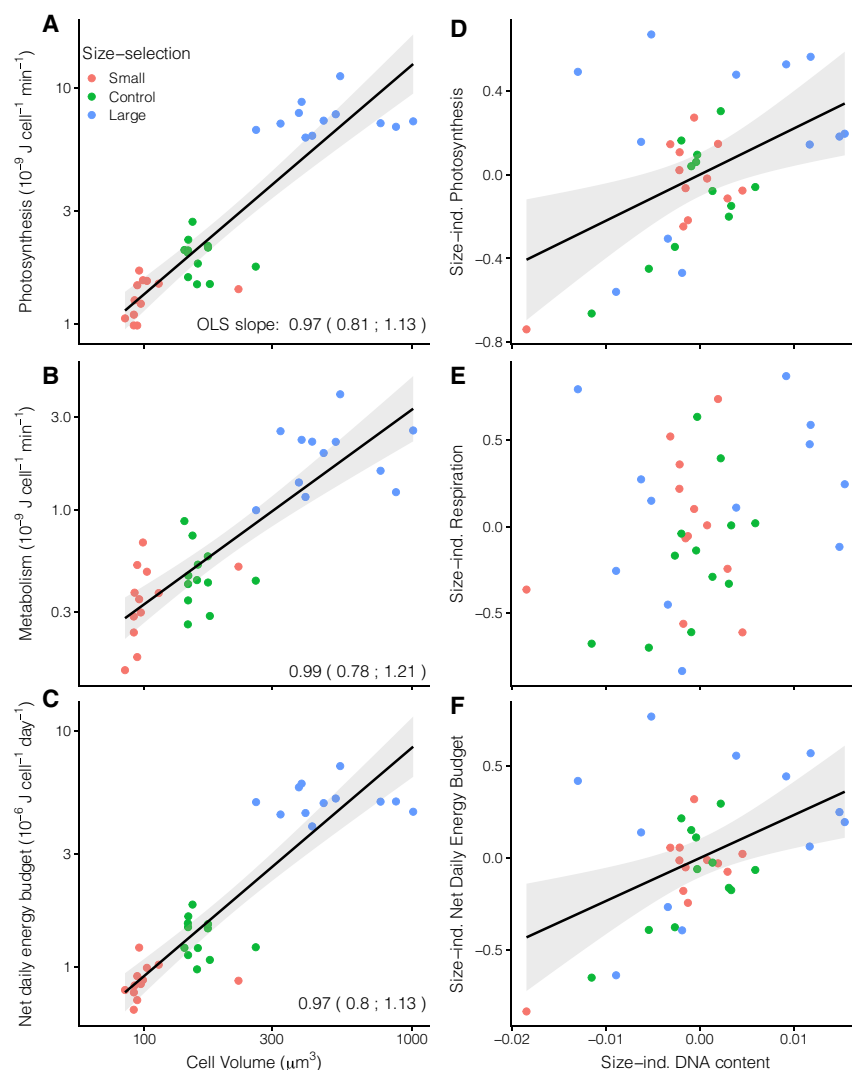 A
Photosynthesis (10⁻⁹ J cell⁻¹ min⁻¹)
10
3
1
Size−selection
Small
Control
Large
OLS slope: 0.97 ( 0.81 ; 1.13 )
B
Metabolism (10⁻⁹ J cell⁻¹ min⁻¹)
3.0
1.0
0.3
0.99 ( 0.78 ; 1.21 )
C
Net daily energy budget (10⁻⁶ J cell⁻¹ day⁻¹)
10
3
1
0.97 ( 0.8 ; 1.13 )
100
300
1000
Cell Volume (μm³)
D
Size−ind. Photosynthesis
0.4
0.0
−0.4
−0.8
E
Size−ind. Respiration
0.5
0.0
−0.5
F
Size−ind. Net Daily Energy Budget
0.5
0.0
−0.5
−0.02
−0.01
0.00
0.01
Size−ind. DNA content